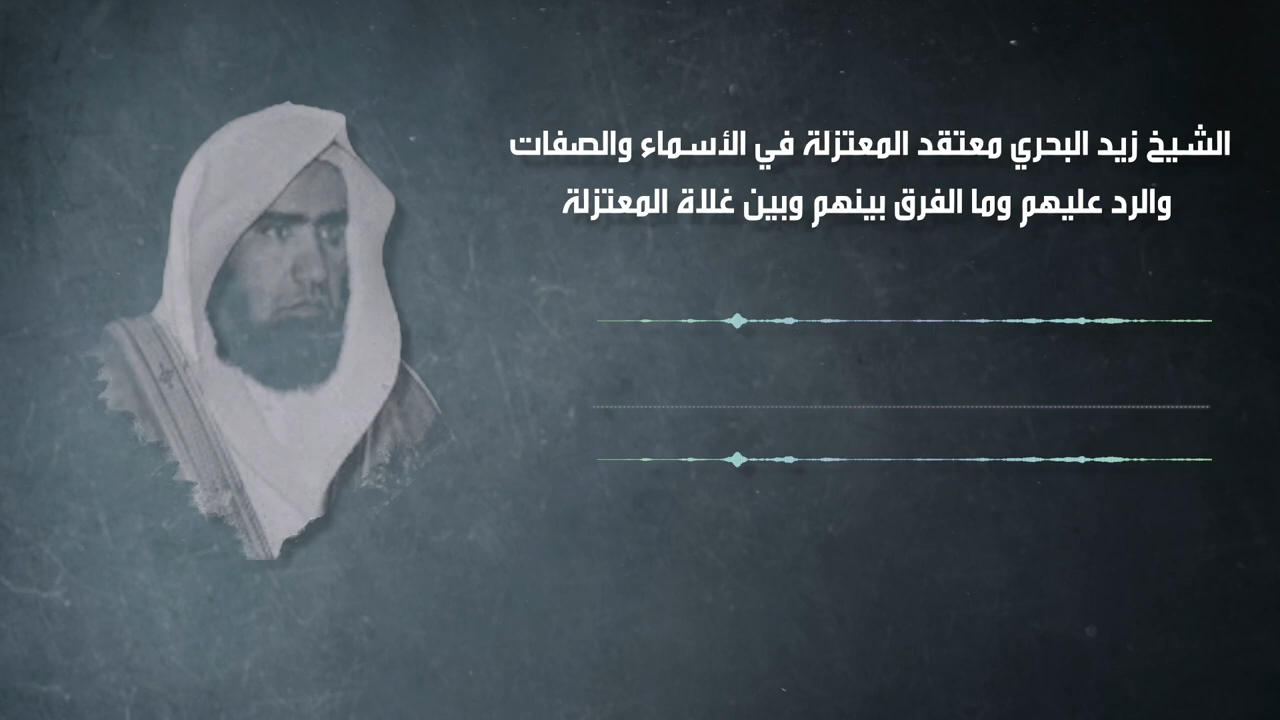 الشيخ زيد البحري معتقد المعتزلة في الأسماء والصفات
والرد عليهم وما الفرق بينهم وبين غلاة المعتزلة